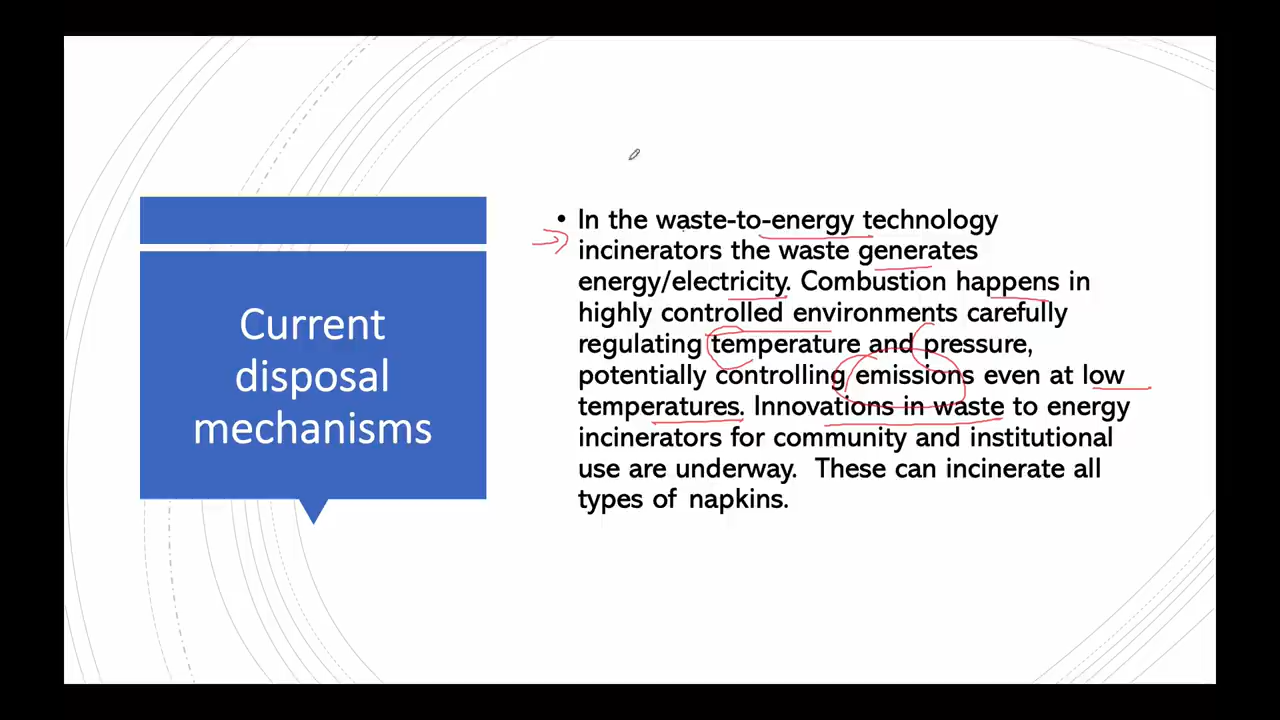 Current
disposal
mechanisms
• In the waste-to-energy technology
incinerators the waste generates
energy/electricity. Combustion happens in
highly controlled environments carefully
regulating temperature and pressure,
potentially controlling emissions even at low
temperatures. Innovations in waste to energy
incinerators for community and institutional
use are underway. These can incinerate all
types of napkins.